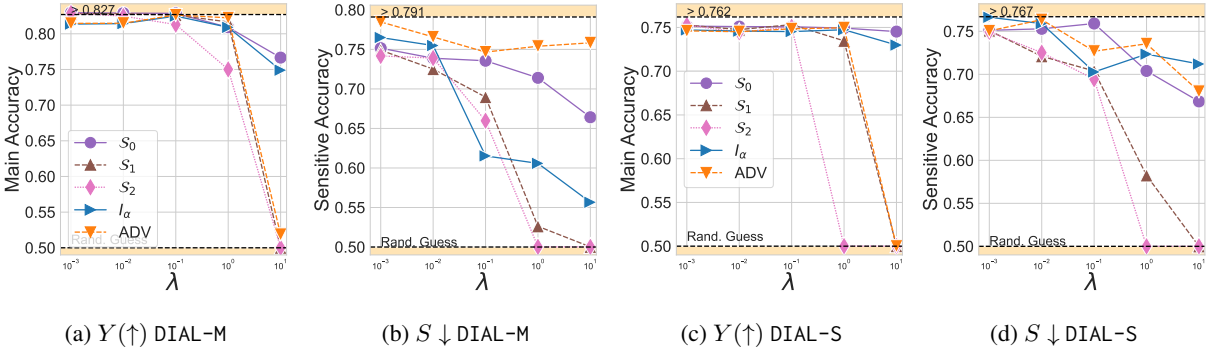 > 0.827
0.80
0.75
0.70
0.65
0.60
0.55
0.50
Main Accuracy
S₀
S₁
S₂
Iα
ADV
Rand. Guess
10⁻³ 10⁻² 10⁻¹ 10⁰ 10¹
λ
(a) Y(↑) DIAL-M
> 0.791
0.80
0.75
0.70
0.65
0.60
0.55
0.50
Sensitive Accuracy
Rand. Guess
10⁻³ 10⁻² 10⁻¹ 10⁰ 10¹
λ
(b) S ↓ DIAL-M
> 0.762
0.75
0.70
0.65
0.60
0.55
0.50
Main Accuracy
S₀
S₁
S₂
Iα
ADV
Rand. Guess
10⁻³ 10⁻² 10⁻¹ 10⁰ 10¹
λ
(c) Y(↑) DIAL-S
> 0.767
0.75
0.70
0.65
0.60
0.55
0.50
Sensitive Accuracy
Rand. Guess
10⁻³ 10⁻² 10⁻¹ 10⁰ 10¹
λ
(d) S ↓ DIAL-S